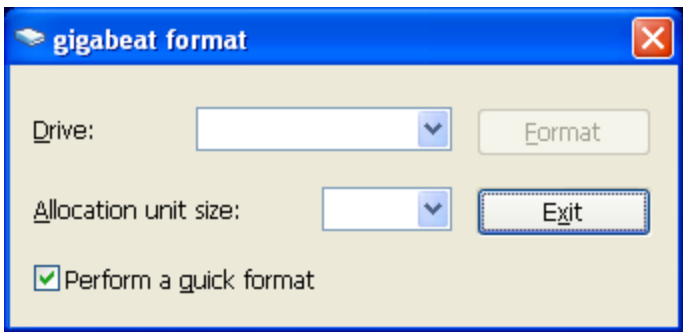 gigabeat format
Drive:
Format
Allocation unit size:
Exit
Perform a quick format